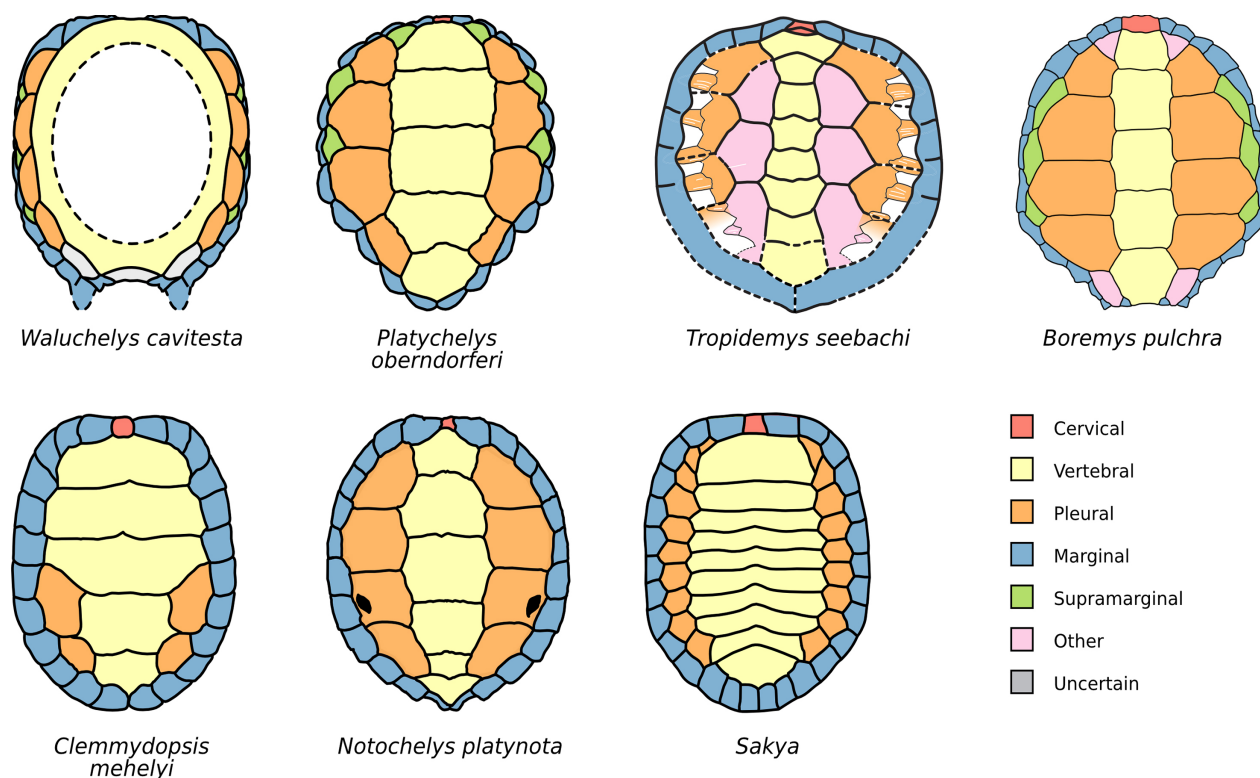 Waluchelys cavitesta
Platychelys
oberndorferi
Tropidemys seebachi
Boremys pulchra
Clemmydopsis
mehelyi
Notochelys platynota
Sakya
Cervical
Vertebral
Pleural
Marginal
Supramarginal
Other
Uncertain